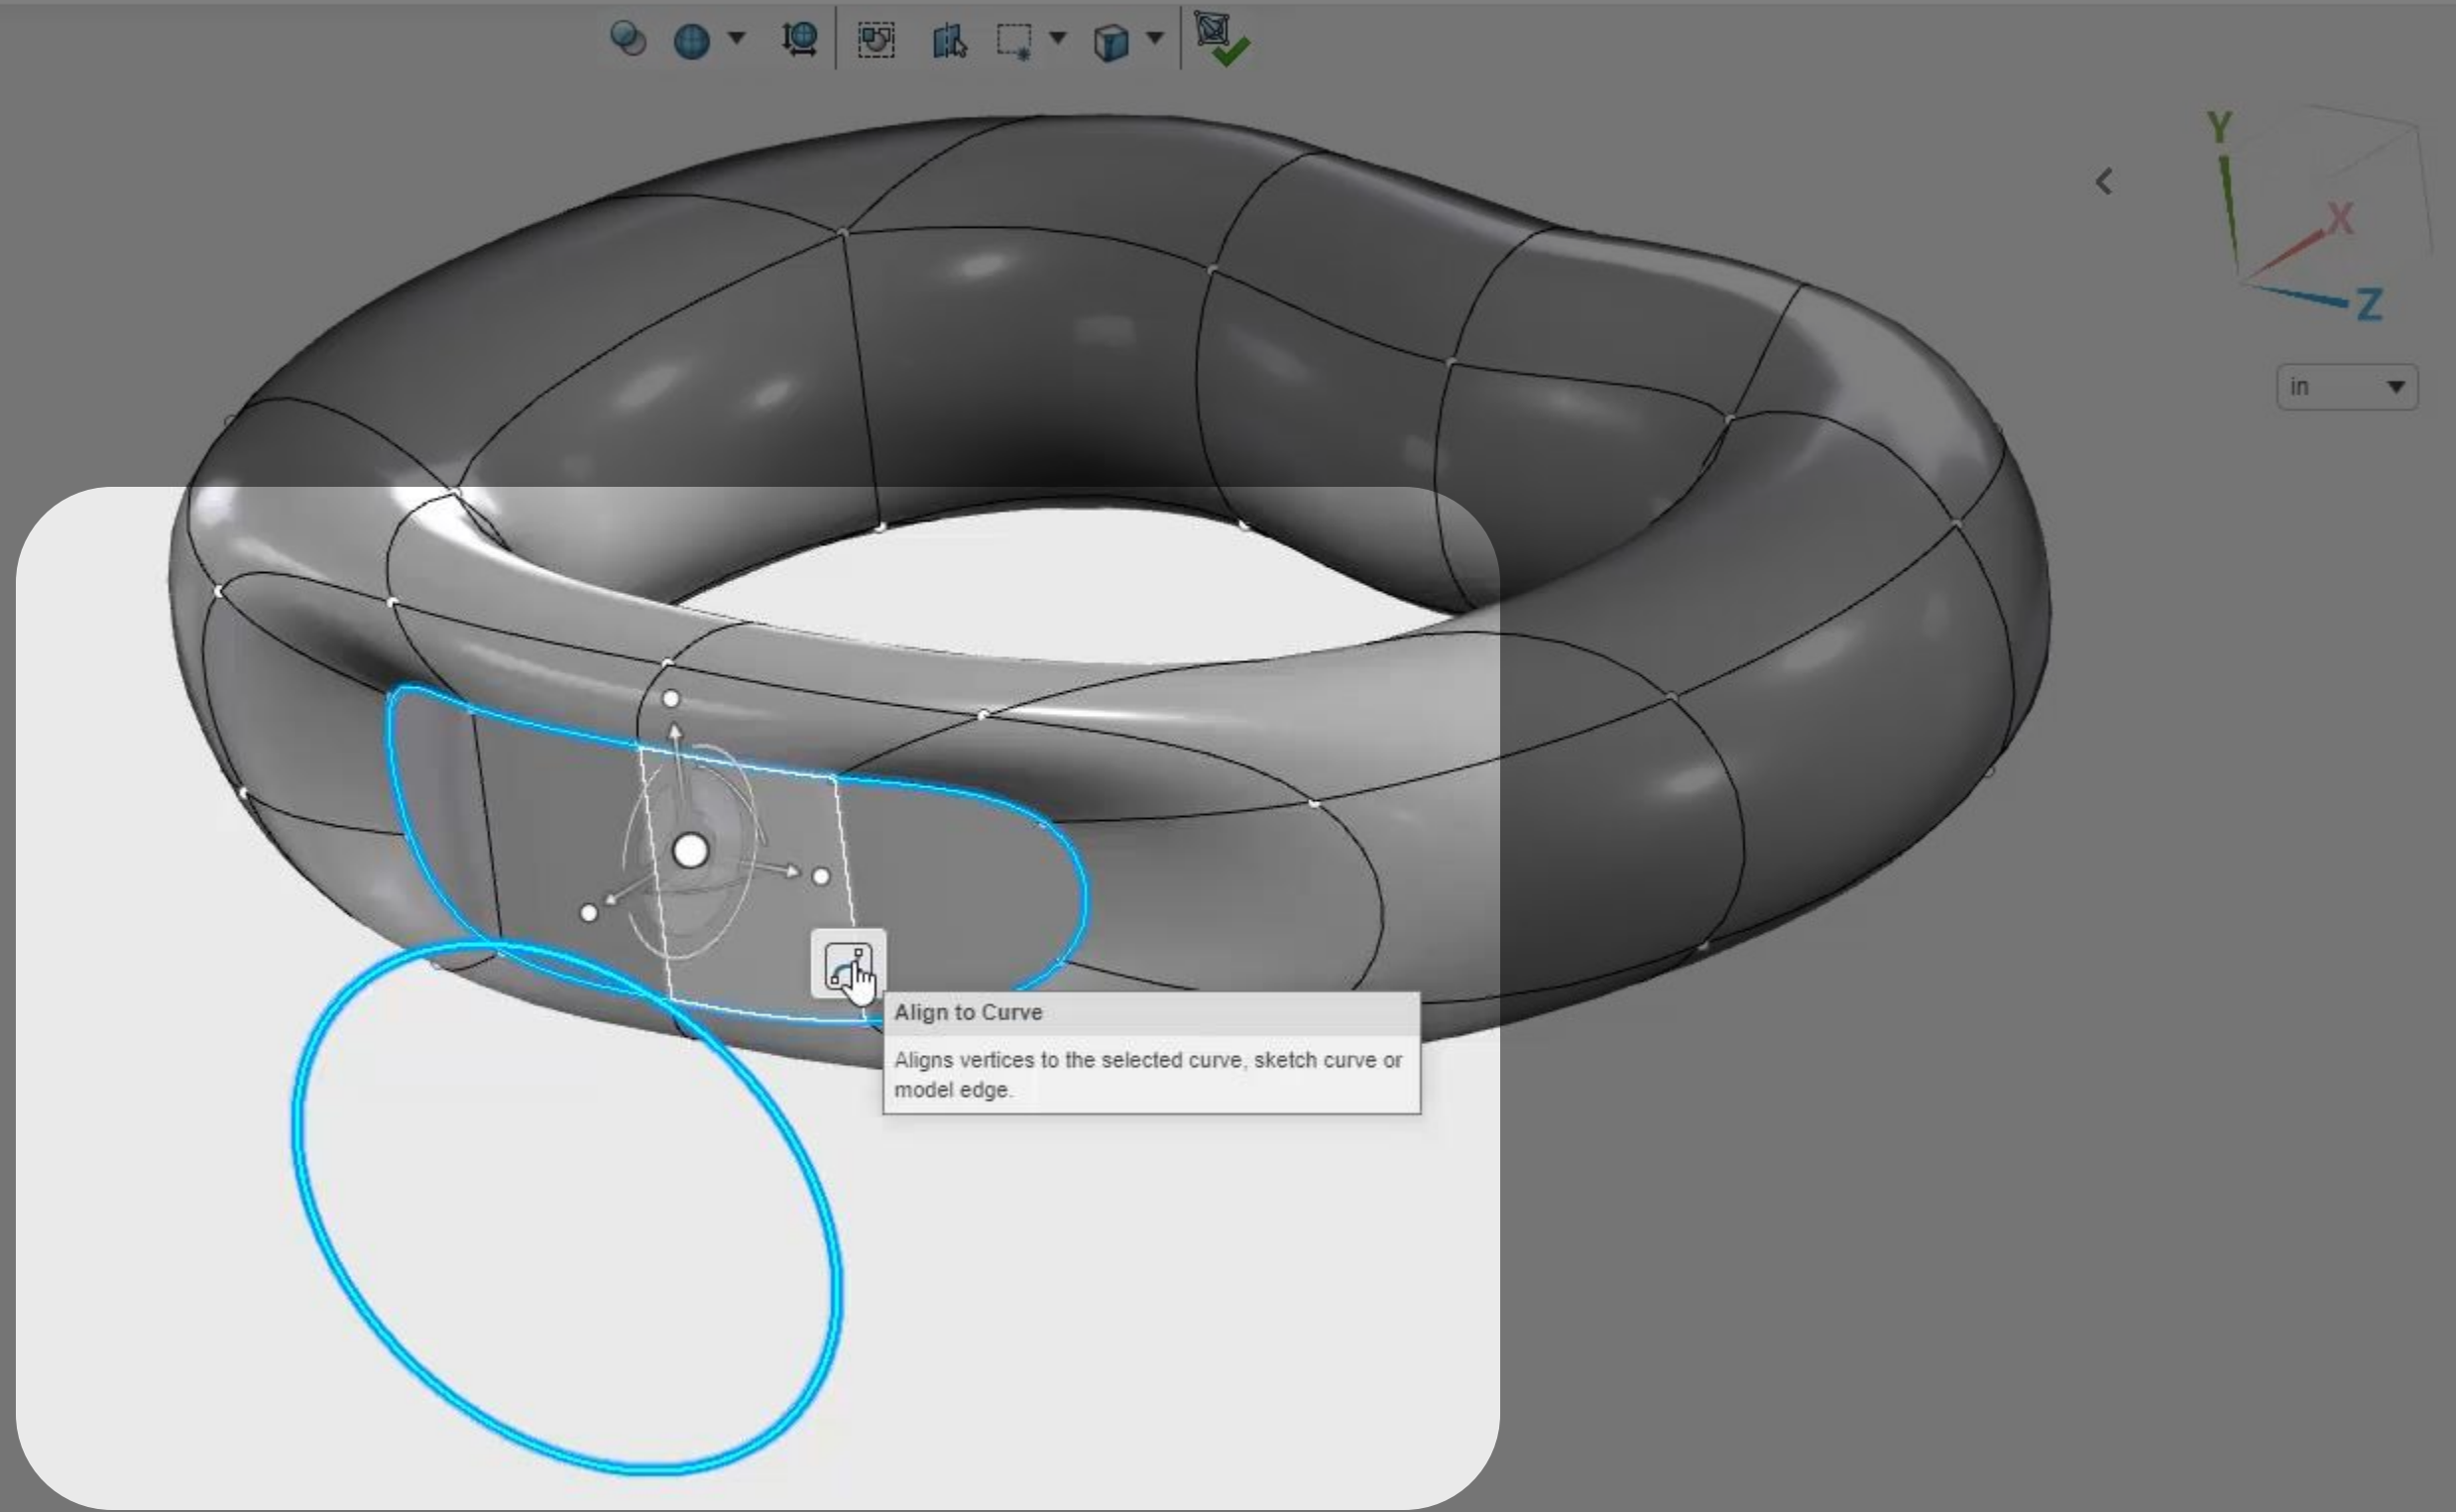 Y
X
Z
in
Align to Curve
Aligns vertices to the selected curve, sketch curve or
model edge.